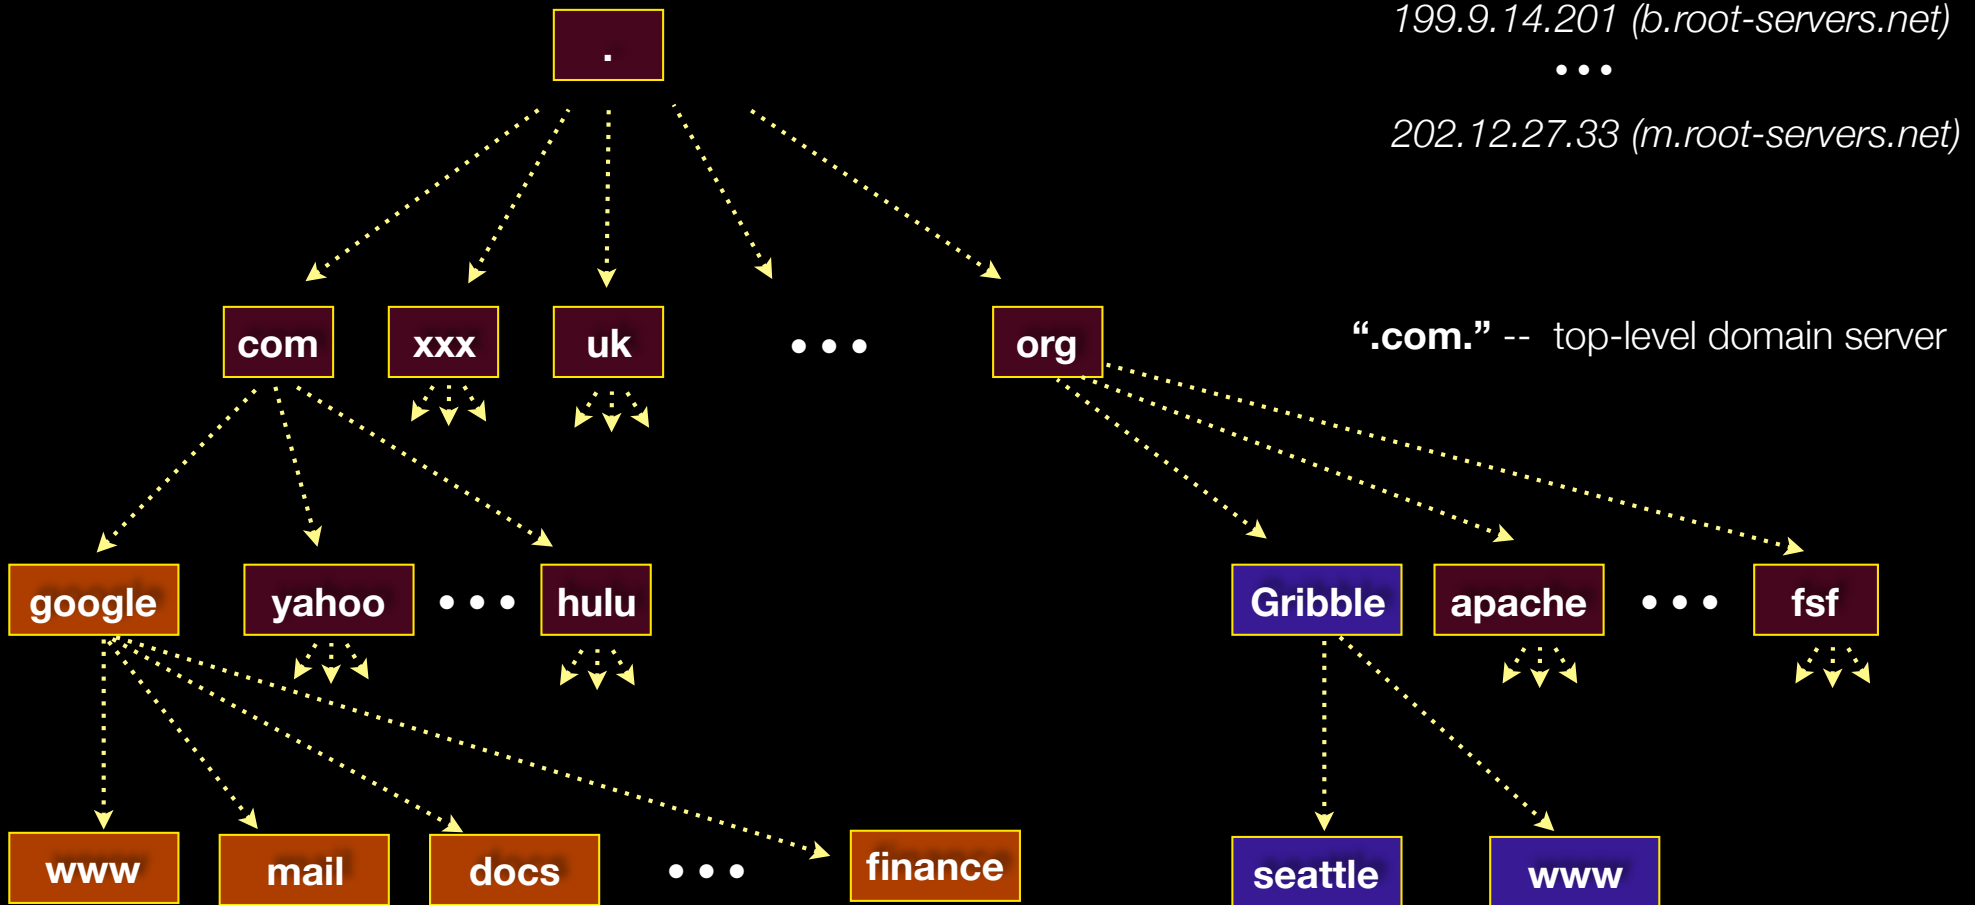 199.9.14.201 (b.root-servers.net)
.
•••
202.12.27.33 (m.root-servers.net)
com
xxx
uk
•••
org
“.com.” -- top-level domain server
google
yahoo
•••
hulu
Gribble
apache
•••
fsf
www
mail
docs
•••
finance
seattle
www